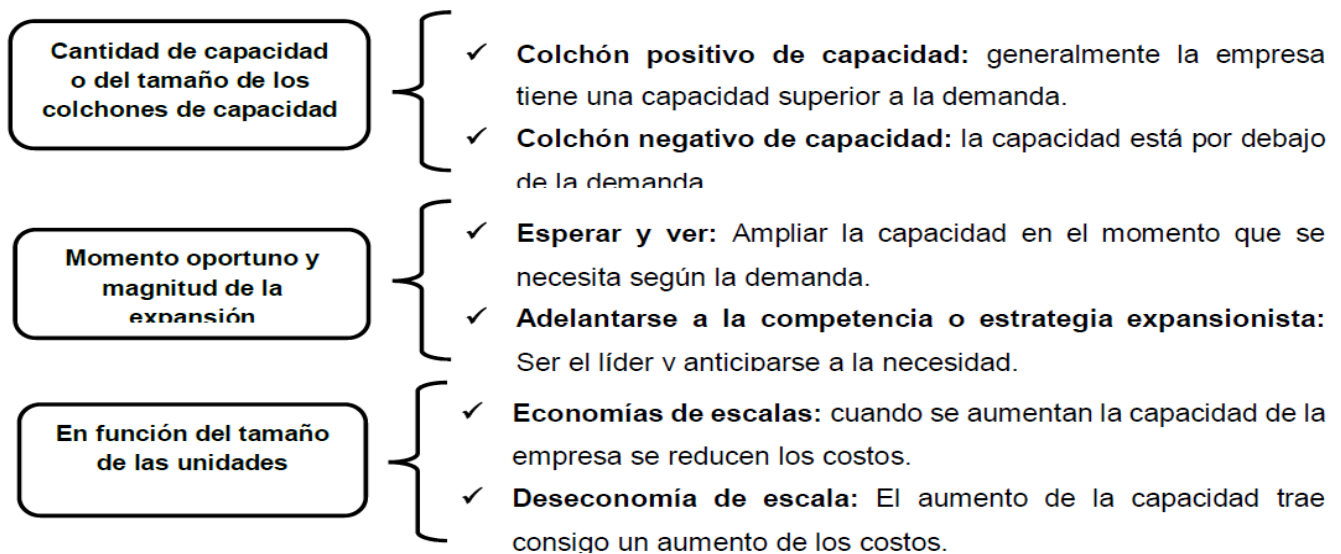 Cantidad de capacidad
o del tamaño de los
colchones de capacidad
✓ Colchón positivo de capacidad: generalmente la empresa
tiene una capacidad superior a la demanda.
✓ Colchón negativo de capacidad: la capacidad está por debajo
de la demanda
Momento oportuno y
magnitud de la
expansión
✓ Esperar y ver: Ampliar la capacidad en el momento que se
necesita según la demanda.
✓ Adelantarse a la competencia o estrategia expansionista:
Ser el líder y anticiparse a la necesidad.
En función del tamaño
de las unidades
✓ Economías de escalas: cuando se aumentan la capacidad de la
empresa se reducen los costos.
✓ Deseconomía de escala: El aumento de la capacidad trae
consigo un aumento de los costos.